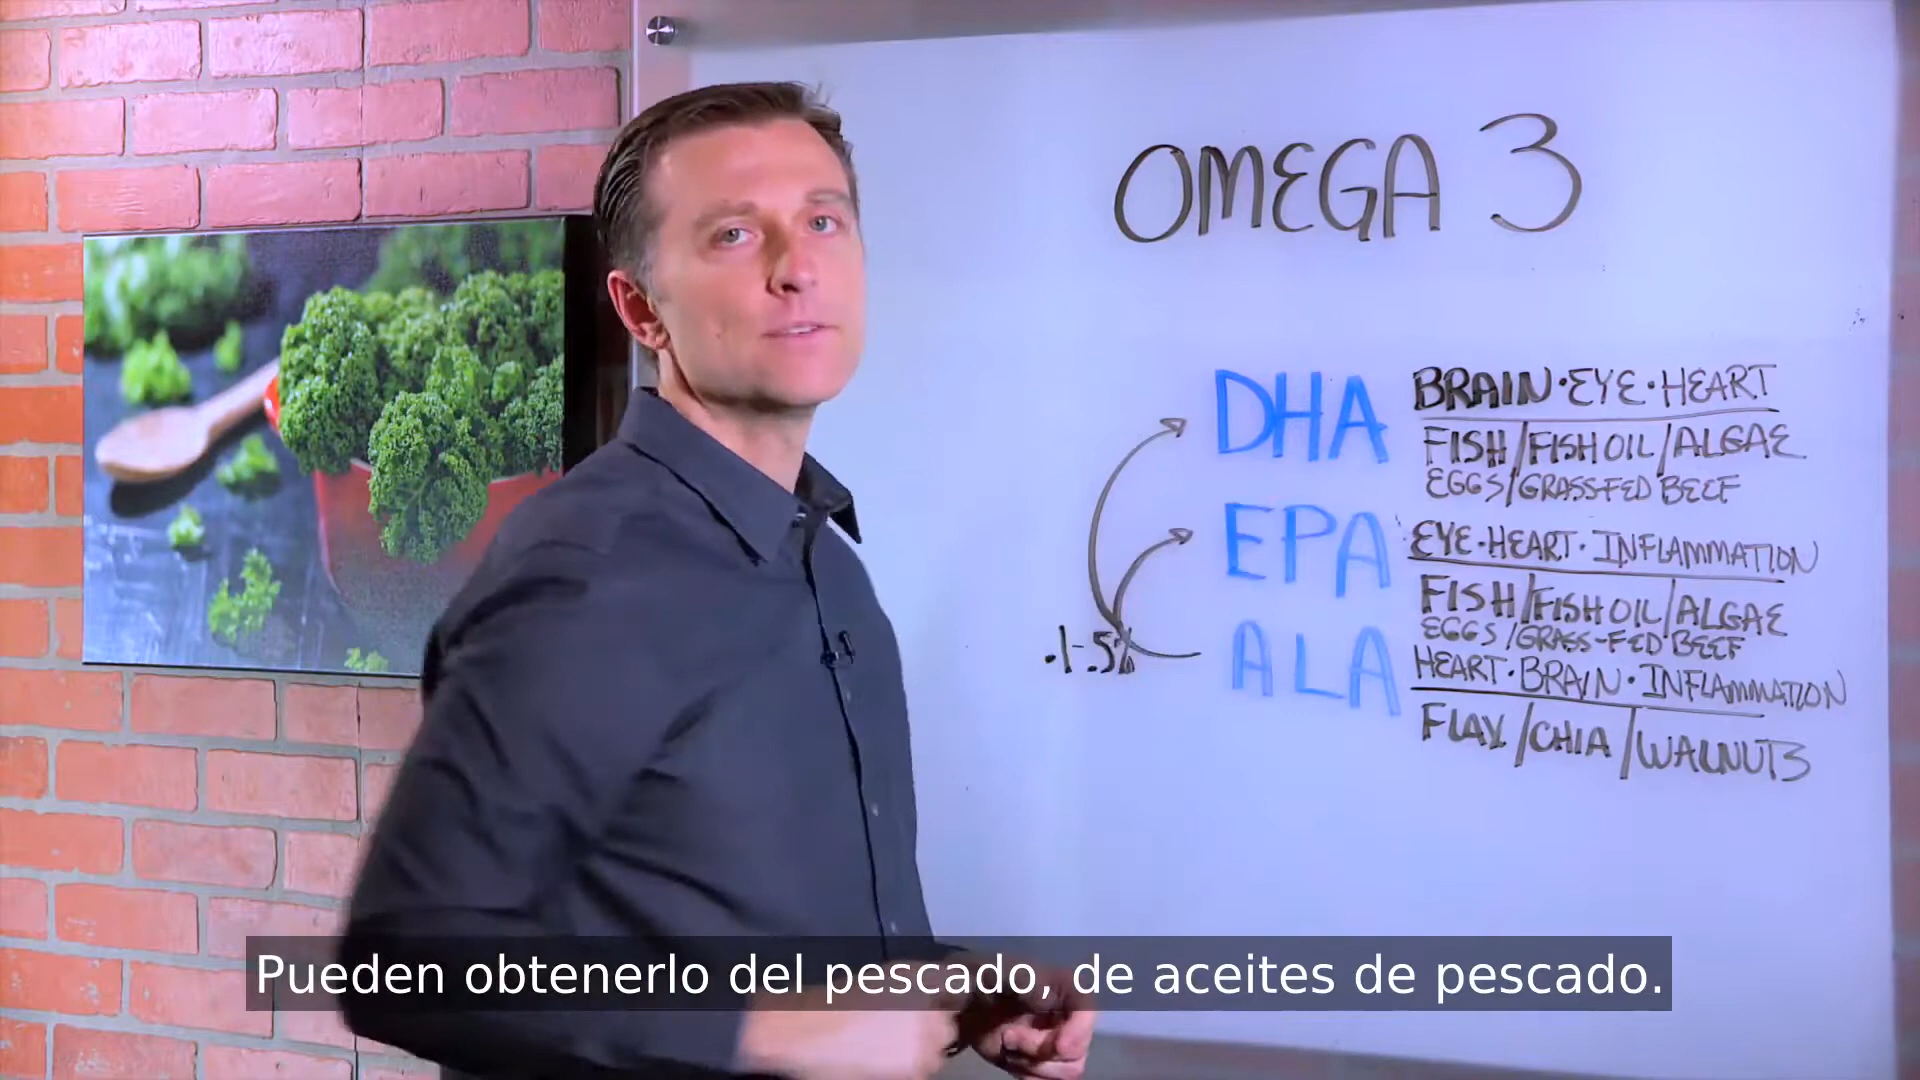 OMEGA 3
DHA BRAIN·EYE·HEART
FISH/FISH OIL/ALGAE
EGGS/GRASSFED BEEF
EPA EYE·HEART·INFLAMMATION
FISH/FISH OIL/ALGAE
EGGS/GRASS-FED BEEF
.1-.5%
ALA HEART·BRAIN·INFLAMMATION
FLAX/CHIA/WALNUTS
Pueden obtenerlo del pescado, de aceites de pescado.